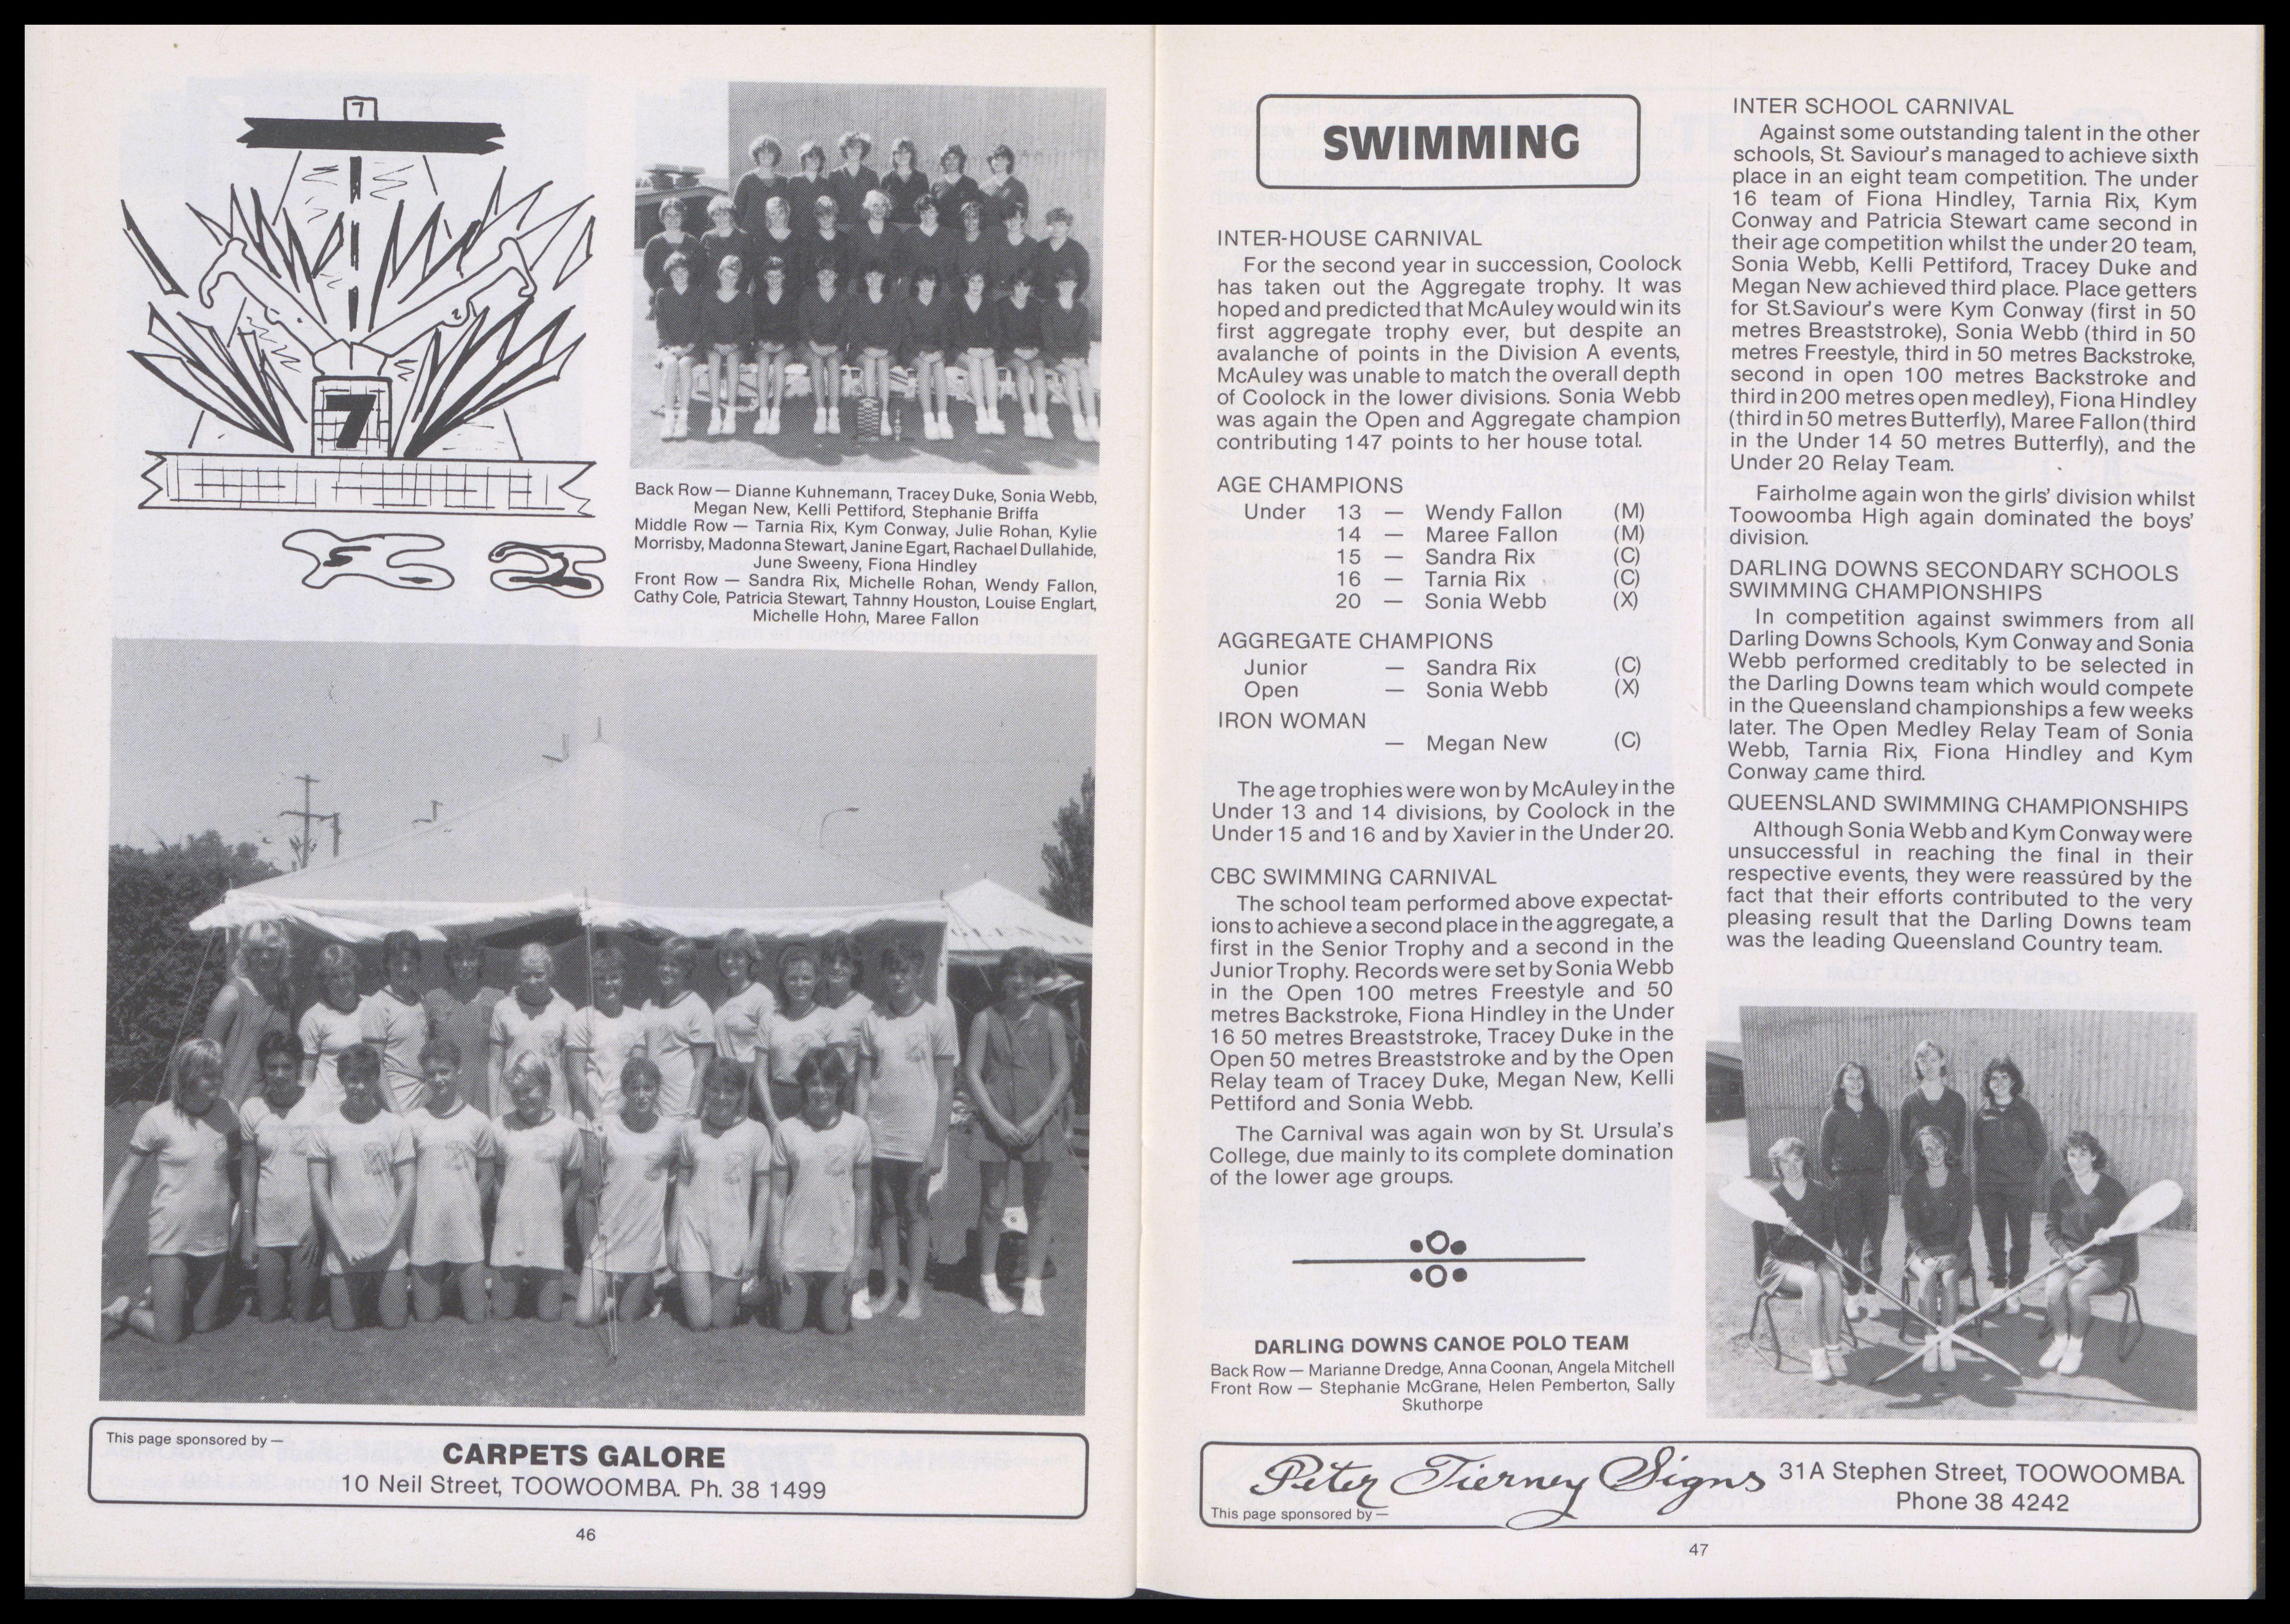 7
7
Back Row — Dianne Kuhnemann, Tracey Duke, Sonia Webb,
Megan New, Kelli Pettiford, Stephanie Briffa
Middle Row — Tarnia Rix, Kym Conway, Julie Rohan, Kylie
Morrisby, Madonna Stewart, Janine Egart, Rachael Dullahide,
June Sweeny, Fiona Hindley
Front Row — Sandra Rix, Michelle Rohan, Wendy Fallon,
Cathy Cole, Patricia Stewart, Tahnny Houston, Louise Englart,
Michelle Hohn, Maree Fallon
This page sponsored by —
CARPETS GALORE
10 Neil Street, TOOWOOMBA. Ph. 38 1499
46
SWIMMING
INTER-HOUSE CARNIVAL
For the second year in succession, Coolock
has taken out the Aggregate trophy. It was
hoped and predicted that McAuley would win its
first aggregate trophy ever, but despite an
avalanche of points in the Division A events,
McAuley was unable to match the overall depth
of Coolock in the lower divisions. Sonia Webb
was again the Open and Aggregate champion
contributing 147 points to her house total.
AGE CHAMPIONS
Under 13 — Wendy Fallon (M)
14 — Maree Fallon (M)
15 — Sandra Rix (C)
16 — Tarnia Rix (C)
20 — Sonia Webb (X)
AGGREGATE CHAMPIONS
Junior — Sandra Rix (C)
Open — Sonia Webb (X)
IRON WOMAN
— Megan New (C)
The age trophies were won by McAuley in the
Under 13 and 14 divisions, by Coolock in the
Under 15 and 16 and by Xavier in the Under 20.
CBC SWIMMING CARNIVAL
The school team performed above expectat-
ions to achieve a second place in the aggregate, a
first in the Senior Trophy and a second in the
Junior Trophy. Records were set by Sonia Webb
in the Open 100 metres Freestyle and 50
metres Backstroke, Fiona Hindley in the Under
16 50 metres Breaststroke, Tracey Duke in the
Open 50 metres Breaststroke and by the Open
Relay team of Tracey Duke, Megan New, Kelli
Pettiford and Sonia Webb.
The Carnival was again won by St. Ursula's
College, due mainly to its complete domination
of the lower age groups.
DARLING DOWNS CANOE POLO TEAM
Back Row — Marianne Dredge, Anna Coonan, Angela Mitchell
Front Row — Stephanie McGrane, Helen Pemberton, Sally
Skuthorpe
INTER SCHOOL CARNIVAL
Against some outstanding talent in the other
schools, St. Saviour's managed to achieve sixth
place in an eight team competition. The under
16 team of Fiona Hindley, Tarnia Rix, Kym
Conway and Patricia Stewart came second in
their age competition whilst the under 20 team,
Sonia Webb, Kelli Pettiford, Tracey Duke and
Megan New achieved third place. Place getters
for St.Saviour's were Kym Conway (first in 50
metres Breaststroke), Sonia Webb (third in 50
metres Freestyle, third in 50 metres Backstroke,
second in open 100 metres Backstroke and
third in 200 metres open medley), Fiona Hindley
(third in 50 metres Butterfly), Maree Fallon (third
in the Under 14 50 metres Butterfly), and the
Under 20 Relay Team.
Fairholme again won the girls' division whilst
Toowoomba High again dominated the boys'
division.
DARLING DOWNS SECONDARY SCHOOLS
SWIMMING CHAMPIONSHIPS
In competition against swimmers from all
Darling Downs Schools, Kym Conway and Sonia
Webb performed creditably to be selected in
the Darling Downs team which would compete
in the Queensland championships a few weeks
later. The Open Medley Relay Team of Sonia
Webb, Tarnia Rix, Fiona Hindley and Kym
Conway came third.
QUEENSLAND SWIMMING CHAMPIONSHIPS
Although Sonia Webb and Kym Conway were
unsuccessful in reaching the final in their
respective events, they were reassured by the
fact that their efforts contributed to the very
pleasing result that the Darling Downs team
was the leading Queensland Country team.
Peter Tierney Signs 31A Stephen Street, TOOWOOMBA.
Phone 38 4242
This page sponsored by —
47